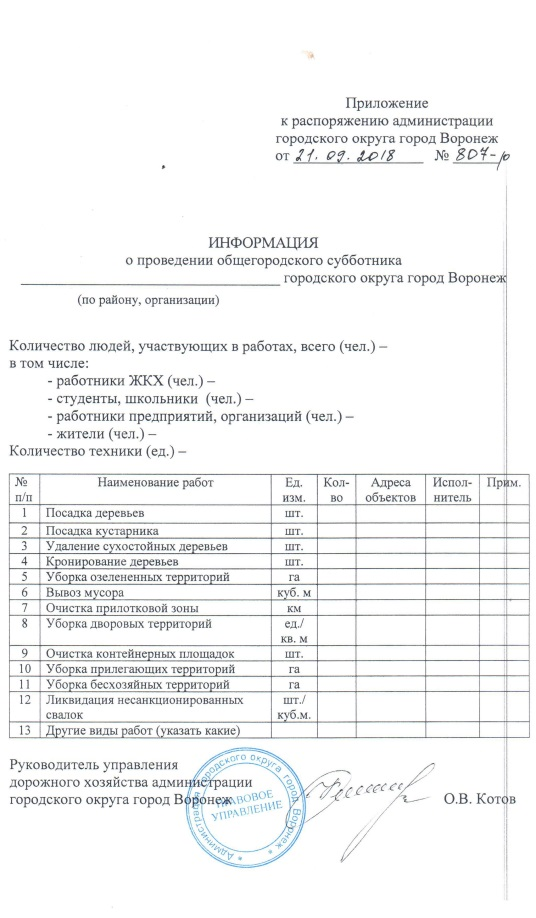 Приложение
к распоряжению администрации
городского округа город Воронеж
от 21.09.2018 № 807-р
ИНФОРМАЦИЯ
о проведении общегородского субботника
городского округа город Воронеж
(по району, организации)
Количество людей, участвующих в работах, всего (чел.) –
в том числе:
- работники ЖКХ (чел.) –
- студенты, школьники (чел.) –
- работники предприятий, организаций (чел.) –
- жители (чел.) –
Количество техники (ед.) –
№ п/п Наименование работ Ед. изм. Кол-во Адреса объектов Испол-нитель Прим.
1 Посадка деревьев шт.
2 Посадка кустарника шт.
3 Удаление сухостойных деревьев шт.
4 Кронирование деревьев шт.
5 Уборка озелененных территорий га
6 Вывоз мусора куб. м
7 Очистка прилотковой зоны км
8 Уборка дворовых территорий ед./
кв. м
9 Очистка контейнерных площадок шт.
10 Уборка прилегающих территорий га
11 Уборка бесхозяйных территорий га
12 Ликвидация несанкционированных шт./
свалок куб.м.
13 Другие виды работ (указать какие)
Руководитель управления
дорожного хозяйства администрации
городского округа город Воронеж О.В. Котов
Администрация городского округа город Воронеж
ПРАВОВОЕ
УПРАВЛЕНИЕ